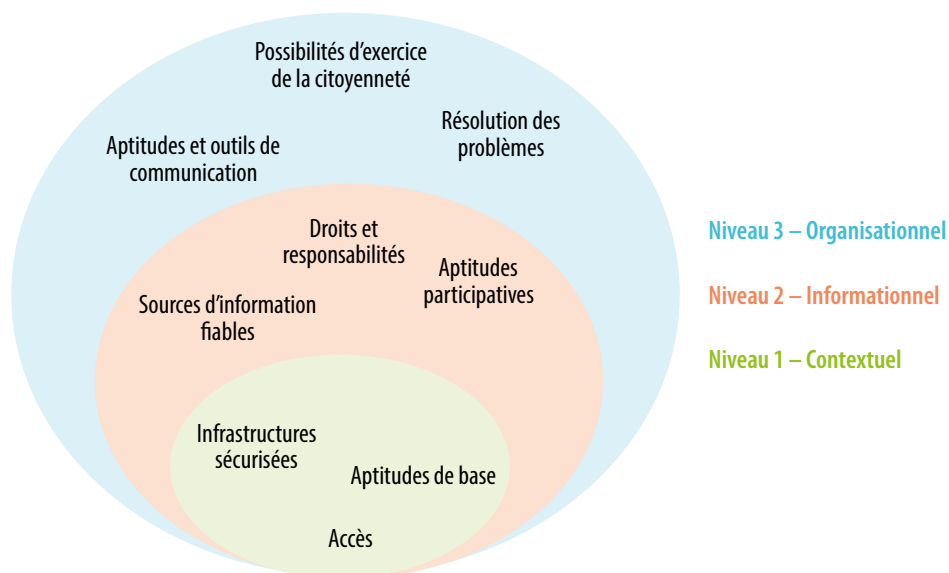 Possibilités d’exercice
de la citoyenneté
Résolution des
problèmes
Aptitudes et outils de
communication
Droits et
responsabilités
Aptitudes
participatives
Sources d’information
fiables
Infrastructures
sécurisées
Aptitudes de base
Accès
Niveau 3 – Organisationnel
Niveau 2 – Informationnel
Niveau 1 – Contextuel